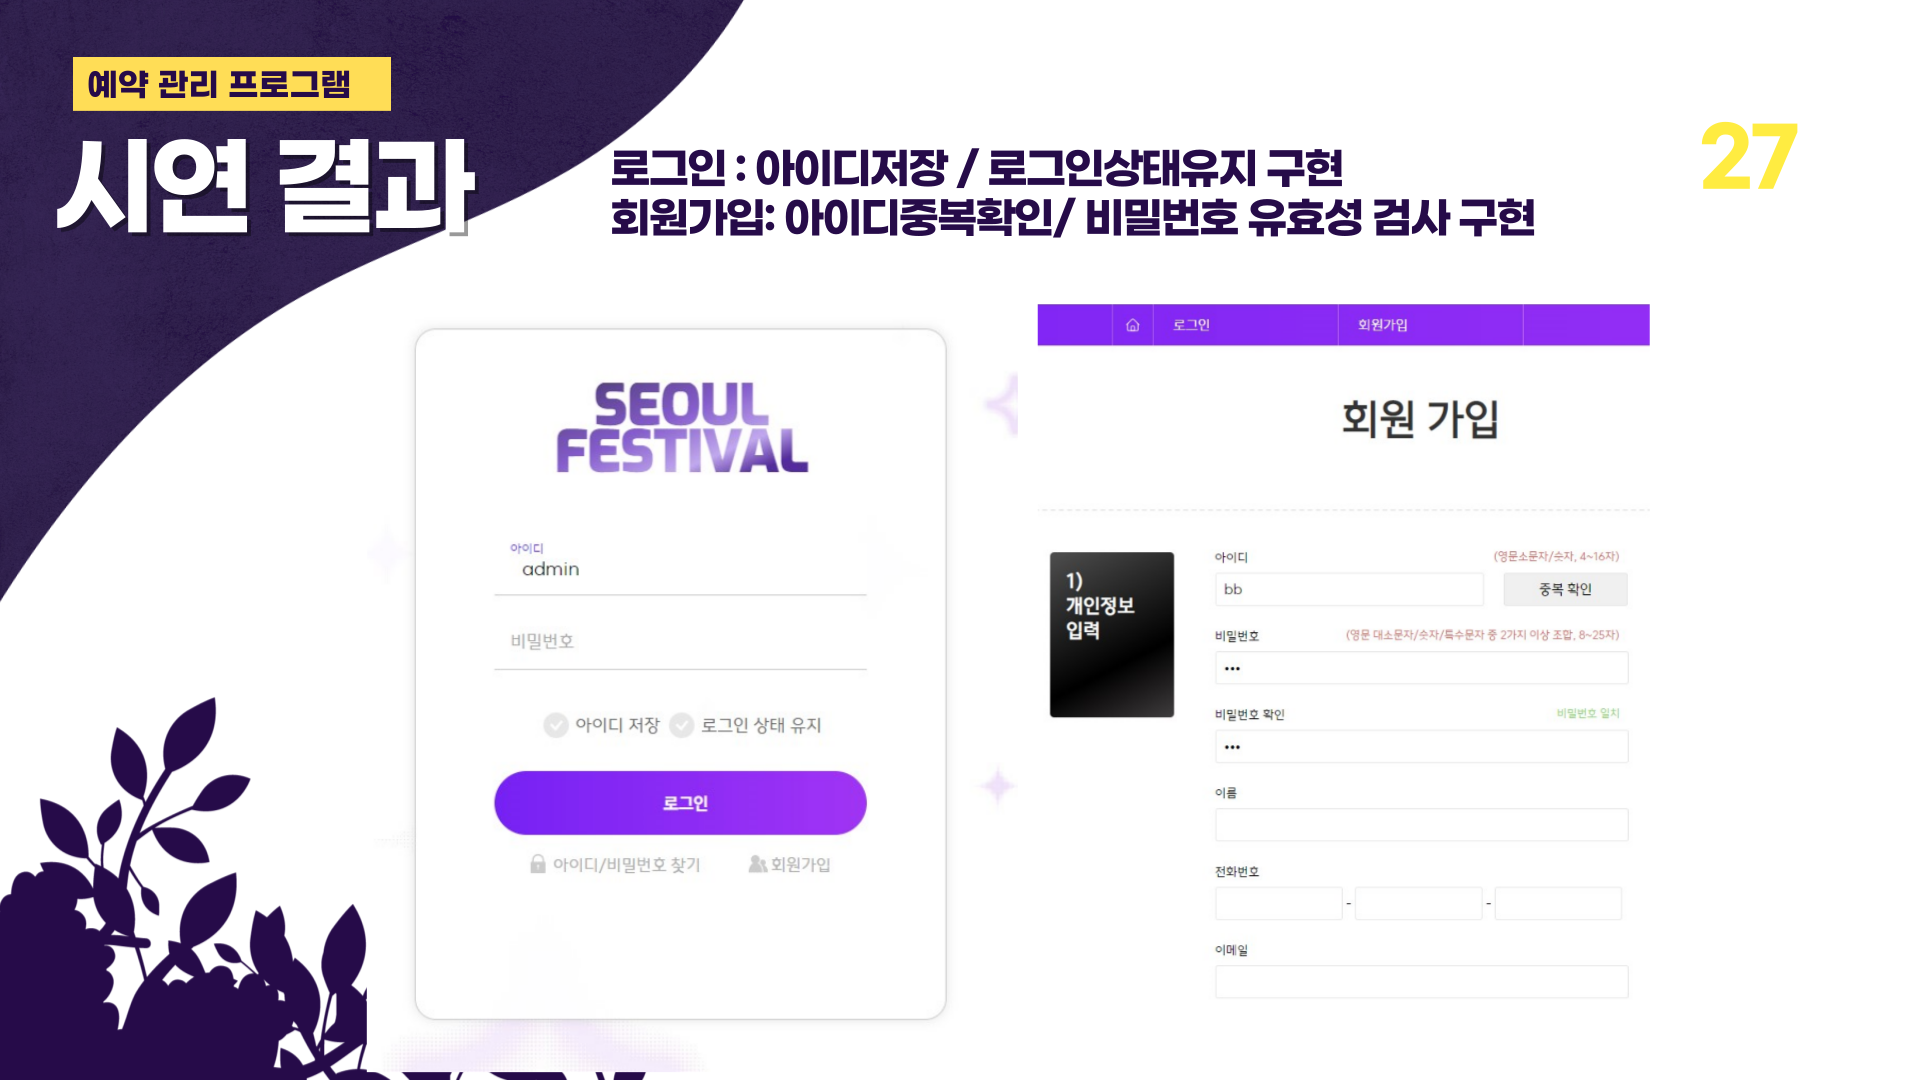 예약 관리 프로그램
시연 결과
로그인 : 아이디저장 / 로그인상태유지 구현
회원가입: 아이디중복확인/ 비밀번호 유효성 검사 구현
27
SEOUL
FESTIVAL
아이디
admin
비밀번호
아이디 저장 로그인 상태 유지
로그인
아이디/비밀번호 찾기 회원가입
로그인 회원가입
회원 가입
1)
개인정보
입력
아이디 (영문소문자/숫자, 4~16자)
bb 중복 확인
비밀번호 (영문 대소문자/숫자/특수문자 중 2가지 이상 조합, 8~25자)
•••
비밀번호 확인 비밀번호 일치
•••
이름
전화번호
- -
이메일